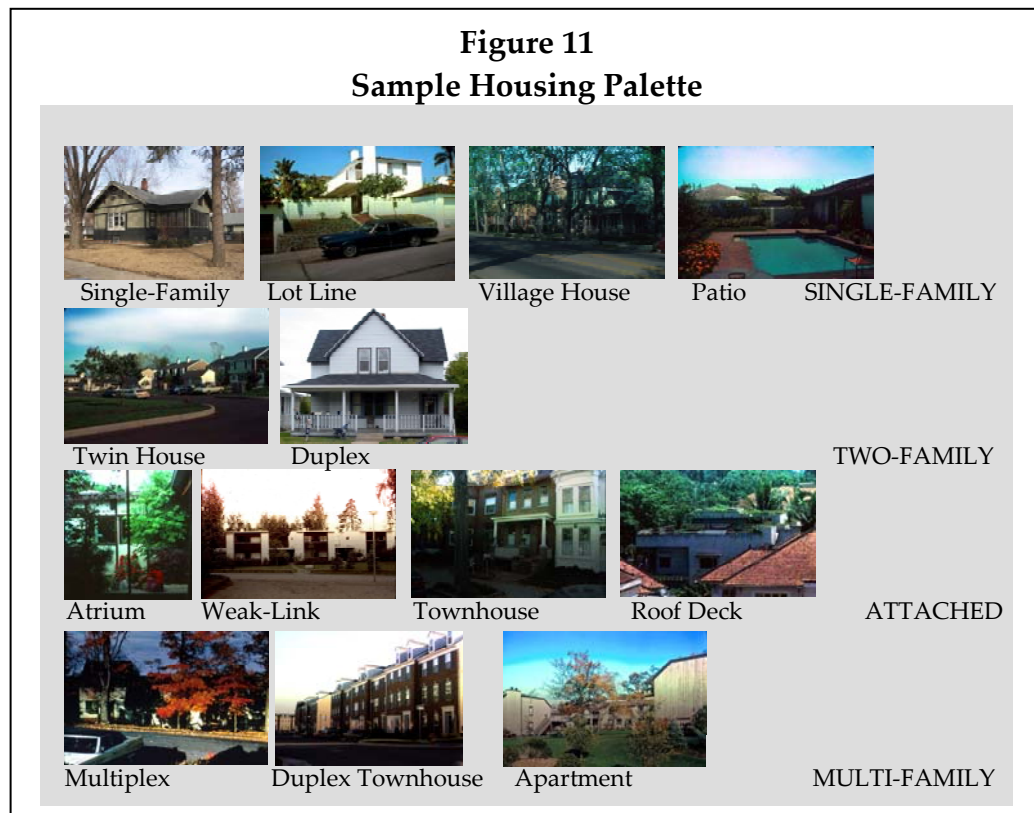 Figure 11
Sample Housing Palette
Single-Family Lot Line Village House Patio SINGLE-FAMILY
Twin House Duplex TWO-FAMILY
Atrium Weak-Link Townhouse Roof Deck ATTACHED
Multiplex Duplex Townhouse Apartment MULTI-FAMILY